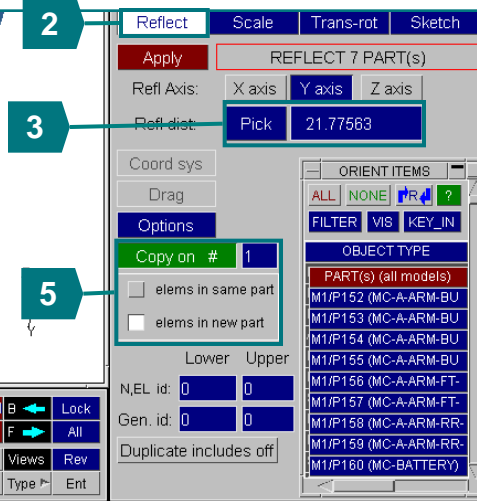 2
Reflect Scale Trans-rot Sketch
Apply REFLECT 7 PART(s)
Refl Axis: X axis Y axis Z axis
3
Refl dist: Pick 21.77563
Coord sys
Drag
Options
Copy on # 1
5
elems in same part
elems in new part
Lower Upper
N,EL id: 0 0
Gen. id: 0 0
Duplicate includes off
ORIENT ITEMS
ALL NONE R ?
FILTER VIS KEY_IN
OBJECT TYPE
PART(s) (all models)
M1/P152 (MC-A-ARM-BU
M1/P153 (MC-A-ARM-BU
M1/P154 (MC-A-ARM-BU
M1/P155 (MC-A-ARM-BU
M1/P156 (MC-A-ARM-FT-
M1/P157 (MC-A-ARM-FT-
M1/P158 (MC-A-ARM-RR-
M1/P159 (MC-A-ARM-RR-
M1/P160 (MC-BATTERY)
Y
B Lock
F All
Views Rev
Type Ent